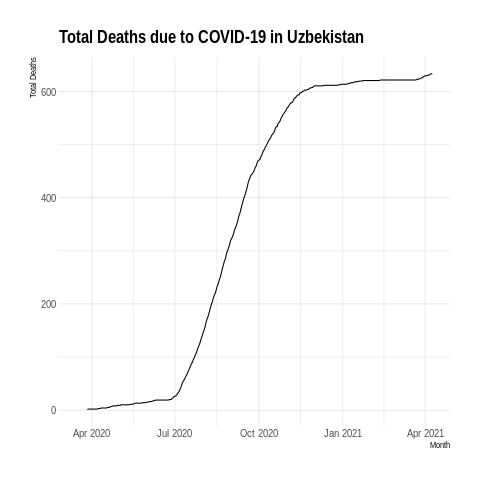 Total Deaths due to COVID-19 in Uzbekistan
Total Deaths
600
400
200
0
Apr 2020 Jul 2020 Oct 2020 Jan 2021 Apr 2021
Month